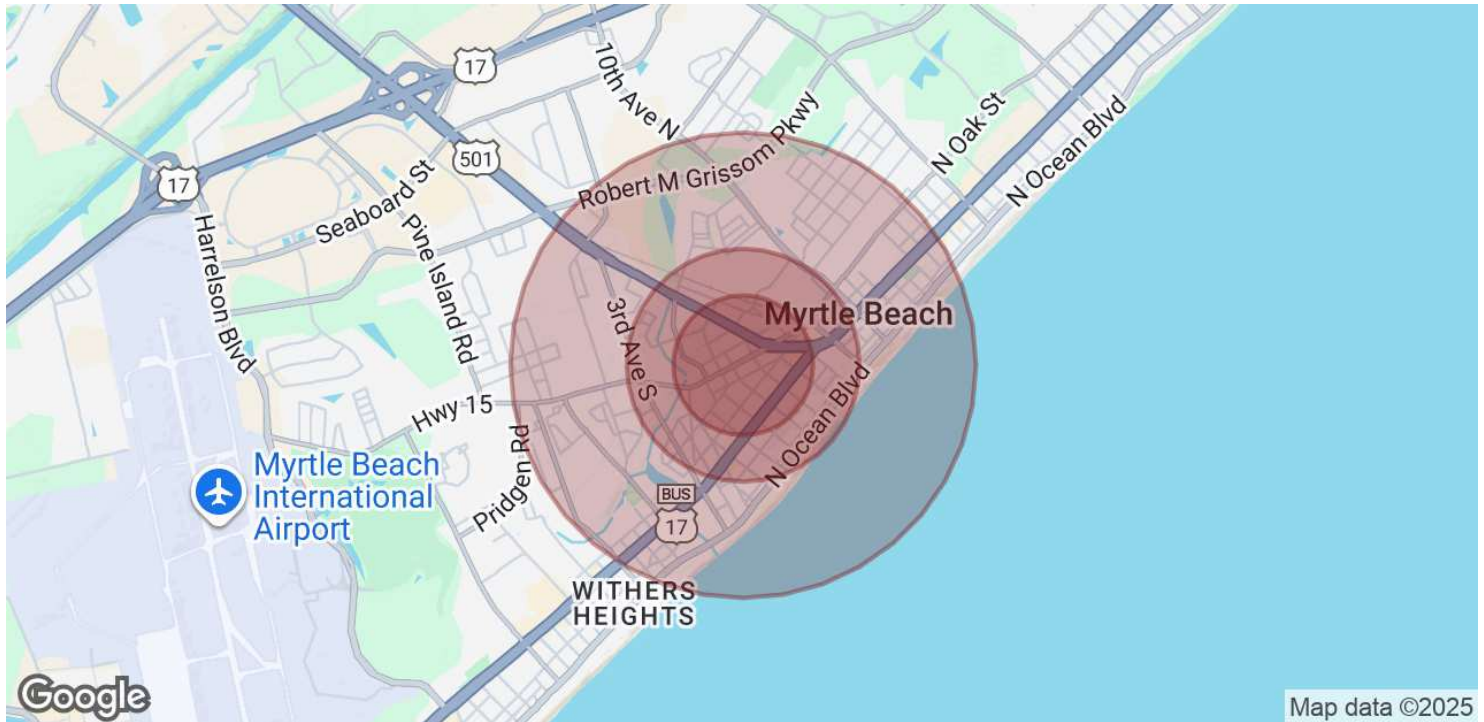 17
10th Ave N
N Oak St
N Ocean Blvd
501
Robert M Grissom Pkwy
17
Seaboard St
Harrelson Blvd
Pine Island Rd
3rd Ave S
Myrtle Beach
Hwy 15
N Ocean Blvd
Pridgen Rd
Myrtle Beach
International
Airport
BUS
17
WITHERS
HEIGHTS
Google
Map data ©2025